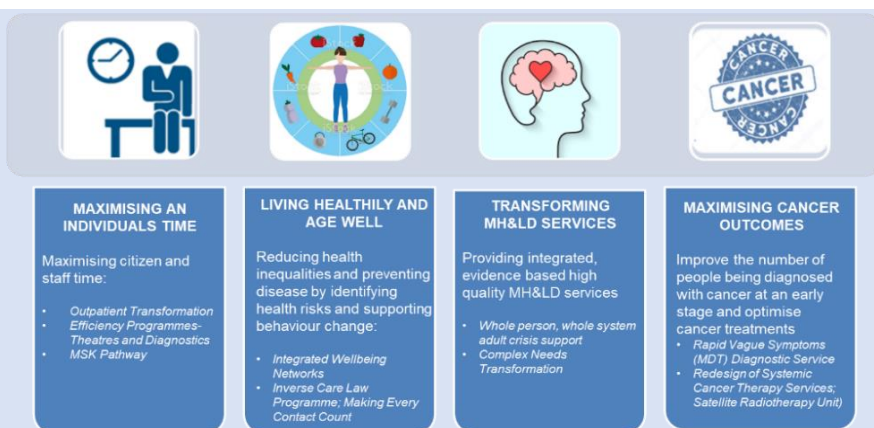 CANCER
CANCER
CANCER
MAXIMISING AN
INDIVIDUALS TIME
Maximising citizen and
staff time:
• Outpatient Transformation
• Efficiency Programmes-
Theatres and Diagnostics
• MSK Pathway
LIVING HEALTHILY AND
AGE WELL
Reducing health
inequalities and preventing
disease by identifying
health risks and supporting
behaviour change:
• Integrated Wellbeing
Networks
• Inverse Care Law
Programme; Making Every
Contact Count
TRANSFORMING
MH&LD SERVICES
Providing integrated,
evidence based high
quality MH&LD services
• Whole person, whole system
adult crisis support
• Complex Needs
Transformation
MAXIMISING CANCER
OUTCOMES
Improve the number of
people being diagnosed
with cancer at an early
stage and optimise
cancer treatments
• Rapid Vague Symptoms
(MDT) Diagnostic Service
• Redesign of Systemic
Cancer Therapy Services;
Satellite Radiotherapy Unit)